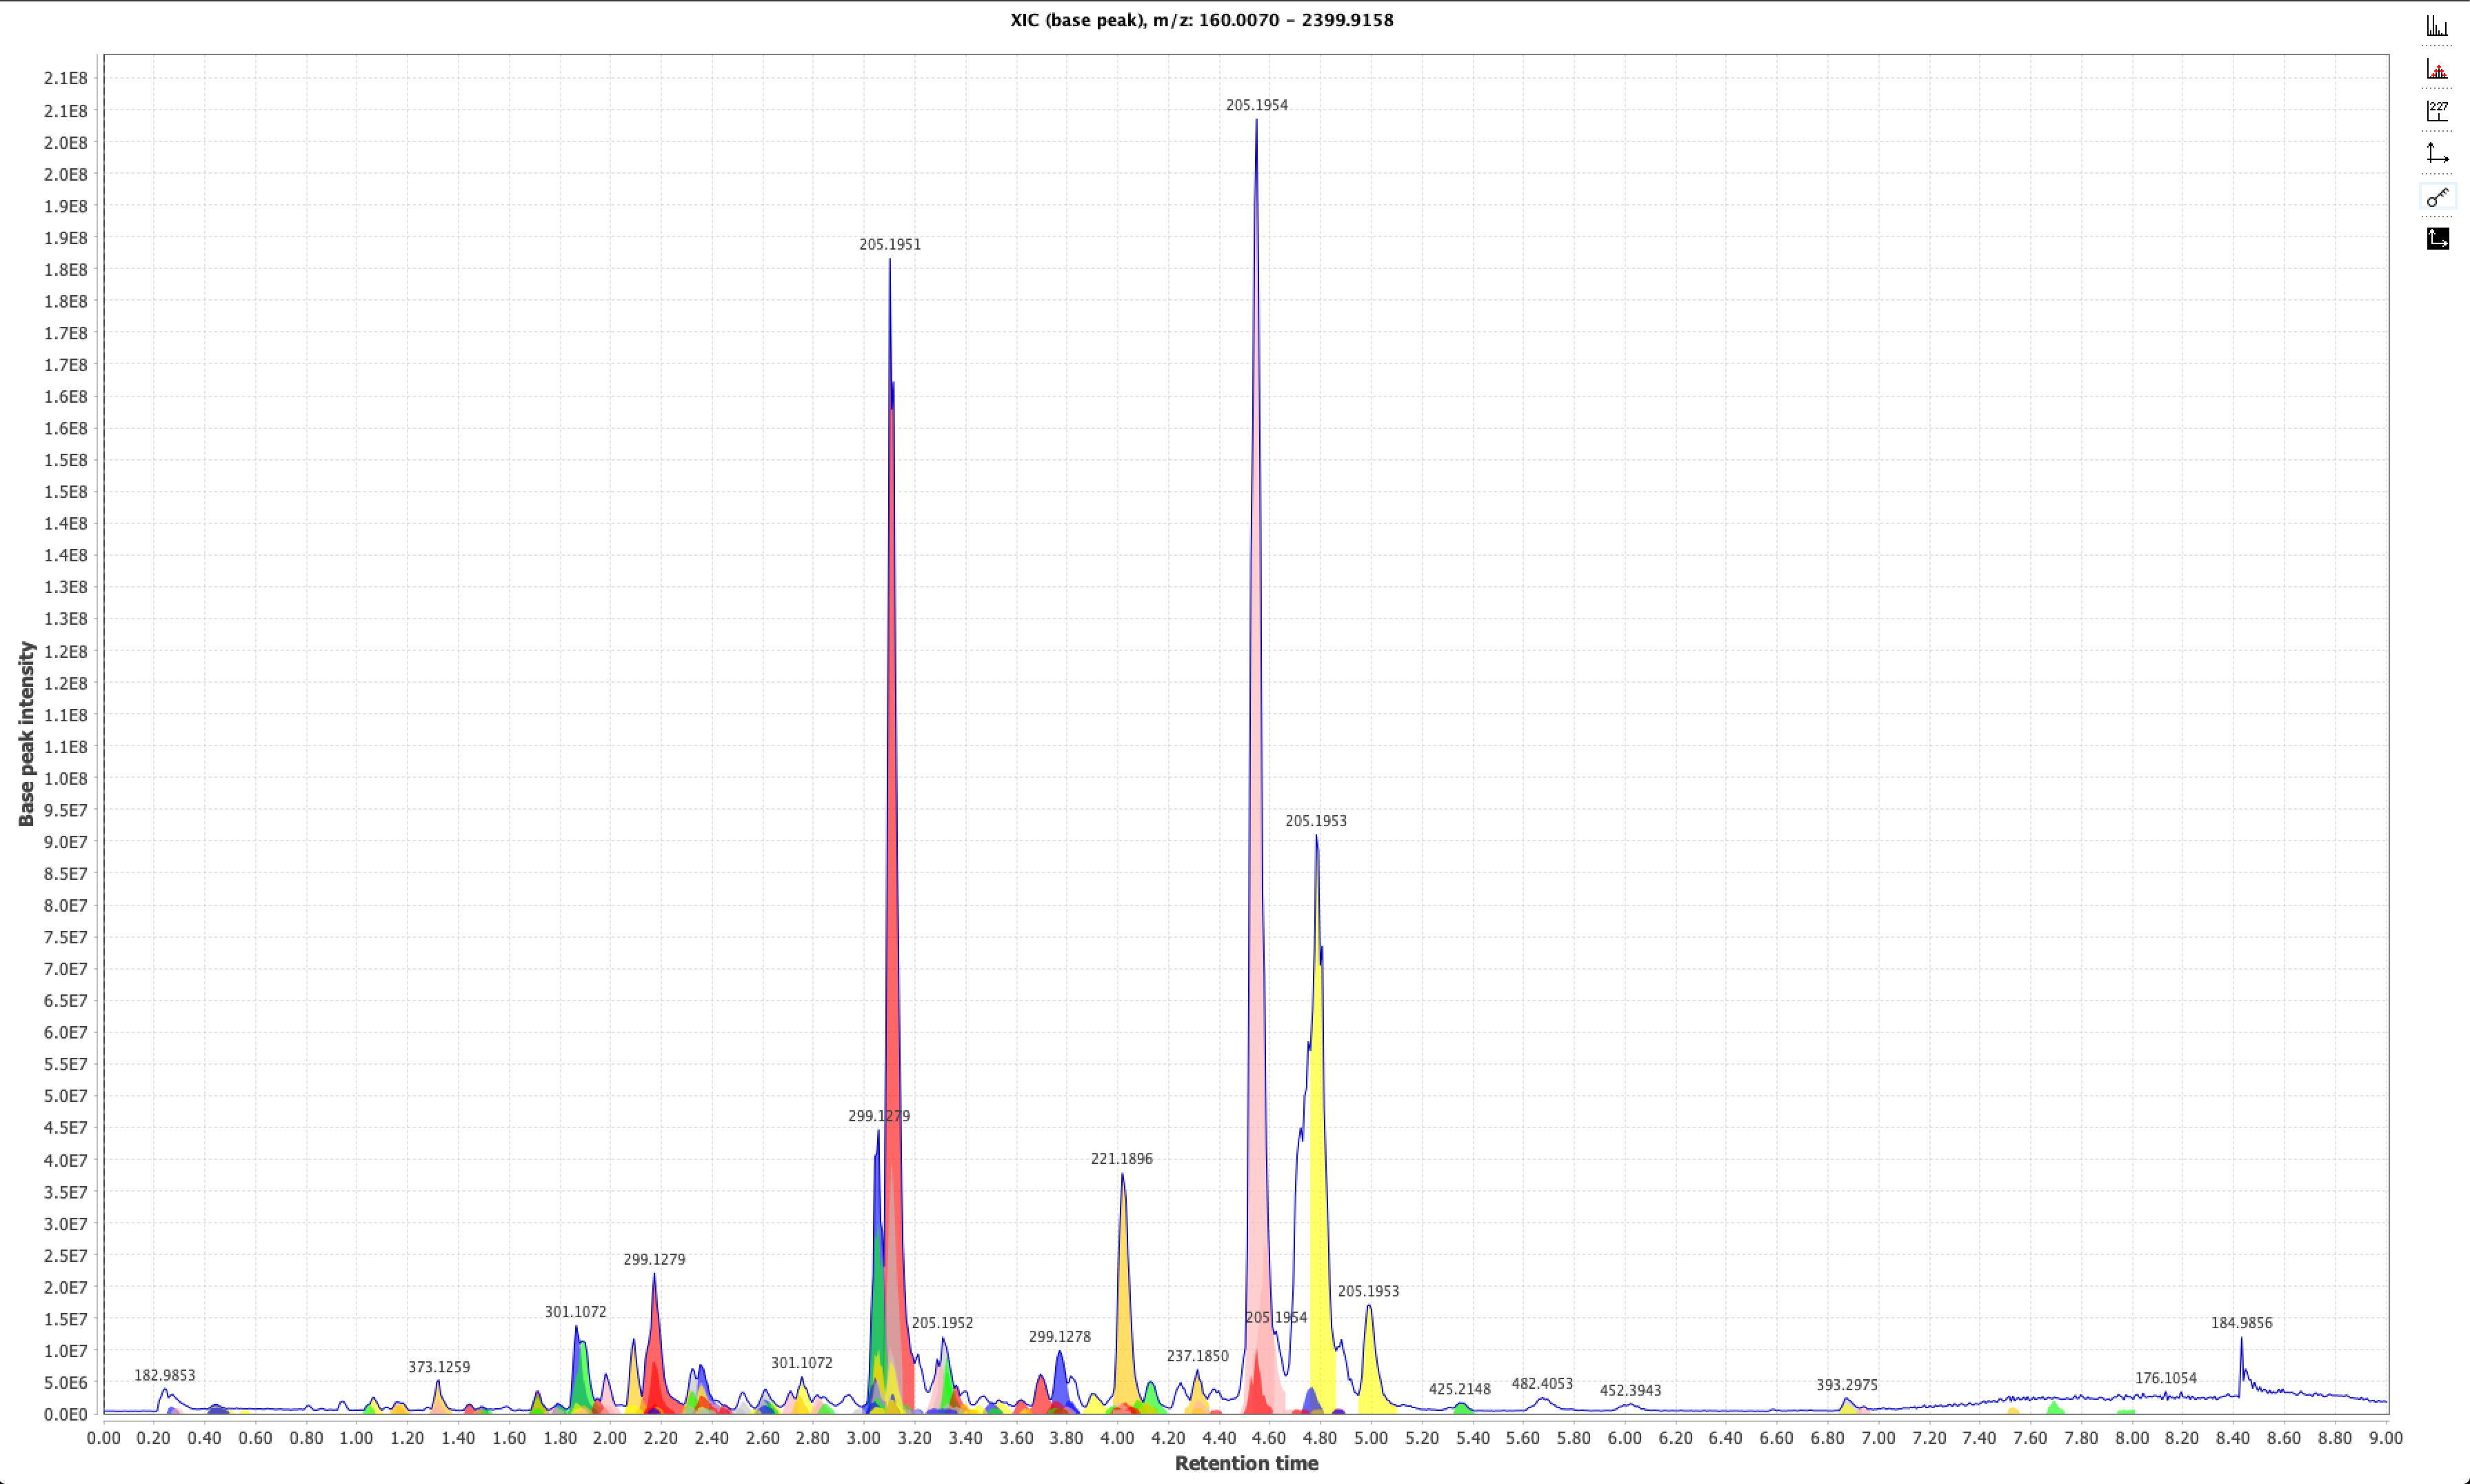 XIC (base peak), m/z: 160.0070 - 2399.9158
227
2.1E8
2.1E8
2.0E8
2.0E8
1.9E8
1.9E8
1.8E8
1.8E8
1.7E8
1.7E8
1.6E8
1.6E8
1.5E8
1.5E8
1.4E8
1.4E8
1.3E8
1.3E8
1.2E8
1.2E8
1.1E8
1.1E8
1.0E8
9.5E7
9.0E7
8.5E7
8.0E7
7.5E7
7.0E7
6.5E7
6.0E7
5.5E7
5.0E7
4.5E7
4.0E7
3.5E7
3.0E7
2.5E7
2.0E7
1.5E7
1.0E7
5.0E6
0.0E0
Base peak intensity
205.1954
205.1951
205.1953
299.1279
221.1896
299.1279
205.1953
301.1072
205.1954
205.1952
184.9856
299.1278
237.1850
301.1072
373.1259
182.9853
176.1054
482.4053
393.2975
425.2148
452.3943
0.00 0.20 0.40 0.60 0.80 1.00 1.20 1.40 1.60 1.80 2.00 2.20 2.40 2.60 2.80 3.00 3.20 3.40 3.60 3.80 4.00 4.20 4.40 4.60 4.80 5.00 5.20 5.40 5.60 5.80 6.00 6.20 6.40 6.60 6.80 7.00 7.20 7.40 7.60 7.80 8.00 8.20 8.40 8.60 8.80 9.00
Retention time